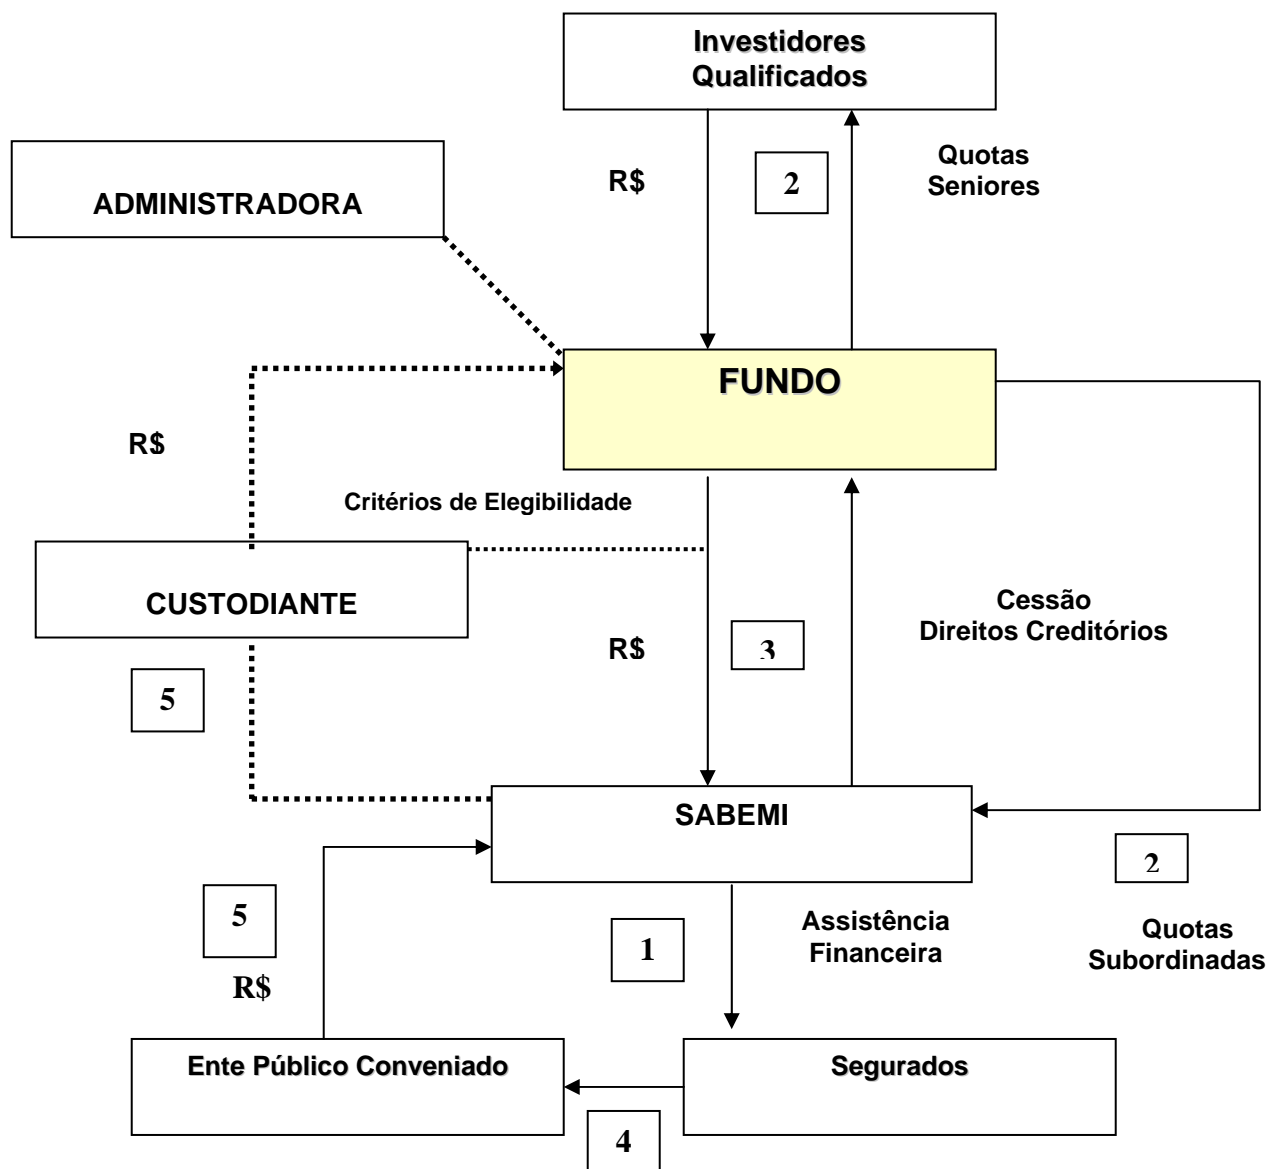 Investidores
Qualificados
ADMINISTRADORA
R$
2
Quotas
Seniores
FUNDO
R$
Critérios de Elegibilidade
CUSTODIANTE
R$
3
Cessão
Direitos Creditórios
5
SABEMI
2
Quotas
Subordinadas
5
R$
1
Assistência
Financeira
Ente Público Conveniado
Segurados
4